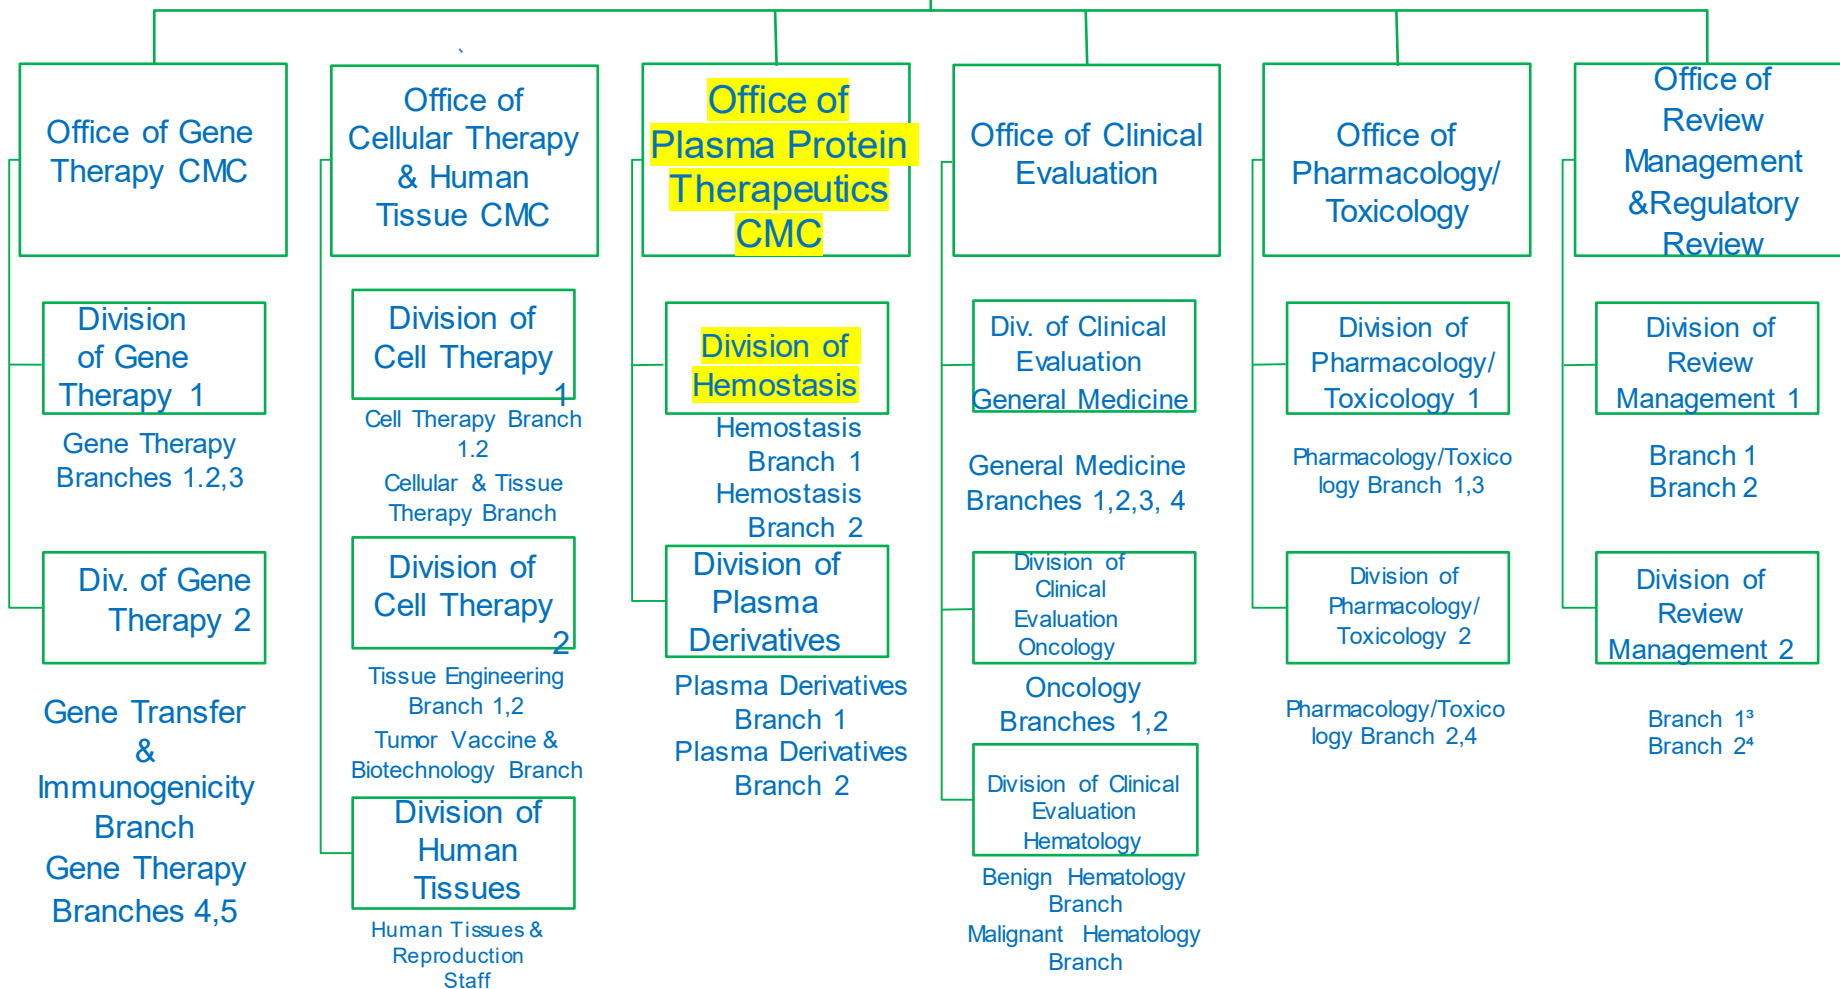 Office of Gene
Therapy CMC
Division
of Gene
Therapy 1
Gene Therapy
Branches 1.2,3
Div. of Gene
Therapy 2
Gene Transfer
&
Immunogenicity
Branch
Gene Therapy
Branches 4,5
Office of
Cellular Therapy
& Human
Tissue CMC
Division of
Cell Therapy
1
Cell Therapy Branch
1.2
Cellular & Tissue
Therapy Branch
Division of
Cell Therapy
2
Tissue Engineering
Branch 1,2
Tumor Vaccine &
Biotechnology Branch
Division of
Human
Tissues
Human Tissues &
Reproduction
Staff
Office of
Plasma Protein
Therapeutics
CMC
Division of
Hemostasis
Hemostasis
Branch 1
Hemostasis
Branch 2
Division of
Plasma
Derivatives
Plasma Derivatives
Branch 1
Plasma Derivatives
Branch 2
Office of Clinical
Evaluation
Div. of Clinical
Evaluation
General Medicine
General Medicine
Branches 1,2,3, 4
Division of
Clinical
Evaluation
Oncology
Oncology
Branches 1,2
Division of Clinical
Evaluation
Hematology
Benign Hematology
Branch
Malignant Hematology
Branch
Office of
Pharmacology/
Toxicology
Division of
Pharmacology/
Toxicology 1
Pharmacology/Toxico
logy Branch 1,3
Division of
Pharmacology/
Toxicology 2
Pharmacology/Toxico
logy Branch 2,4
Office of
Review
Management
&Regulatory
Review
Division of
Review
Management 1
Branch 1
Branch 2
Division of
Review
Management 2
Branch 1³
Branch 2⁴